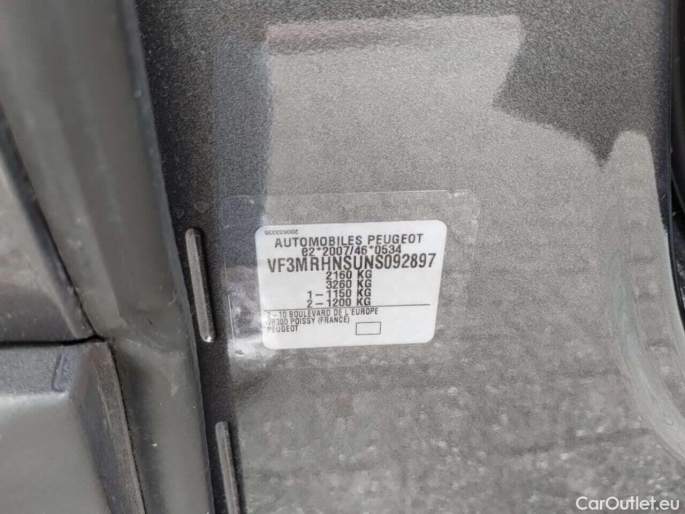 AUTOMOBILES PEUGEOT
e2*2007/46*0534
VF3MRHNSUNS092897
2160 KG
3260 KG
1-1150 KG
2-1200 KG
- 10 BOULEVARD DE L'EUROPE
POISSY (FRANCE)
PEUGEOT
CarOutlet.eu